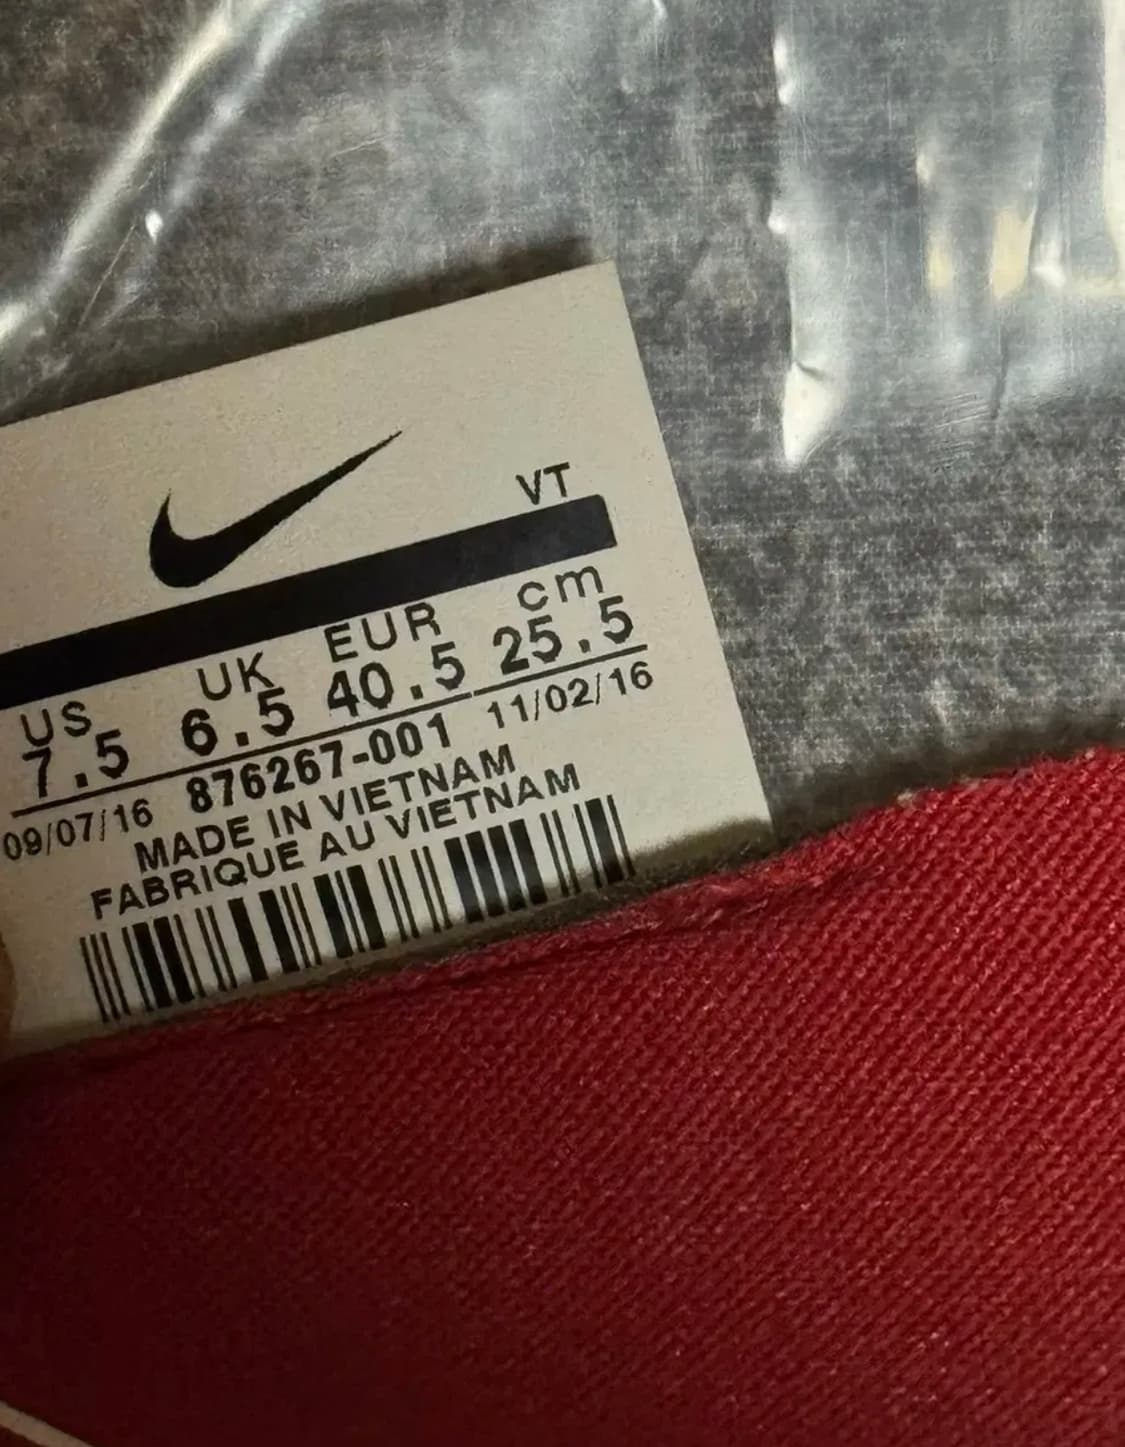 VT
US UK EUR cm
7.5 6.5 40.5 25.5
09/07/16 876267-001 11/02/16
MADE IN VIETNAM
FABRIQUE AU VIETNAM